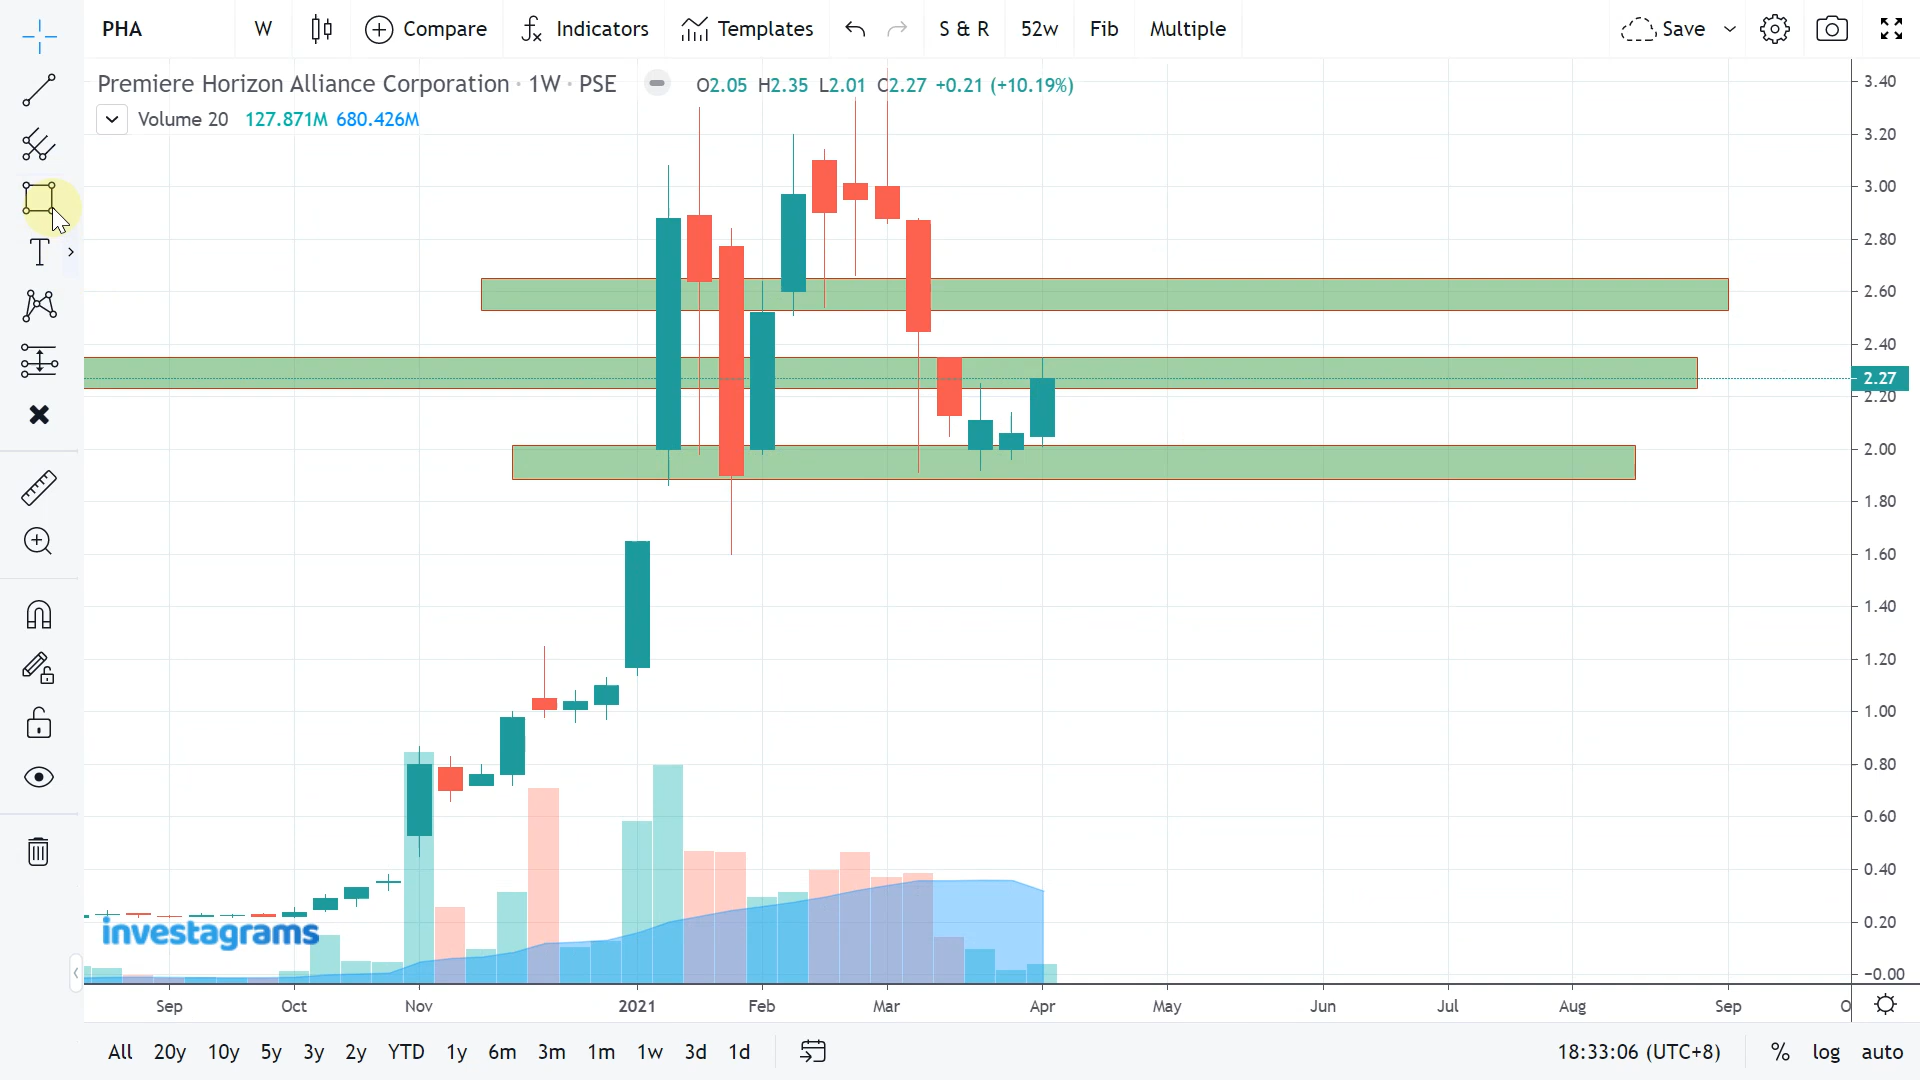 PHA W Compare Indicators Templates S & R 52w Fib Multiple Save
Premiere Horizon Alliance Corporation · 1W · PSE O2.05 H2.35 L2.01 C2.27 +0.21 (+10.19%)
Volume 20 127.871M 680.426M
3.40
3.20
3.00
2.80
2.60
2.40
2.27
2.20
2.00
1.80
1.60
1.40
1.20
1.00
0.80
0.60
0.40
0.20
−0.00
T
investagrams
Sep Oct Nov 2021 Feb Mar Apr May Jun Jul Aug Sep O
All 20y 10y 5y 3y 2y YTD 1y 6m 3m 1m 1w 3d 1d 18:33:06 (UTC+8) % log auto